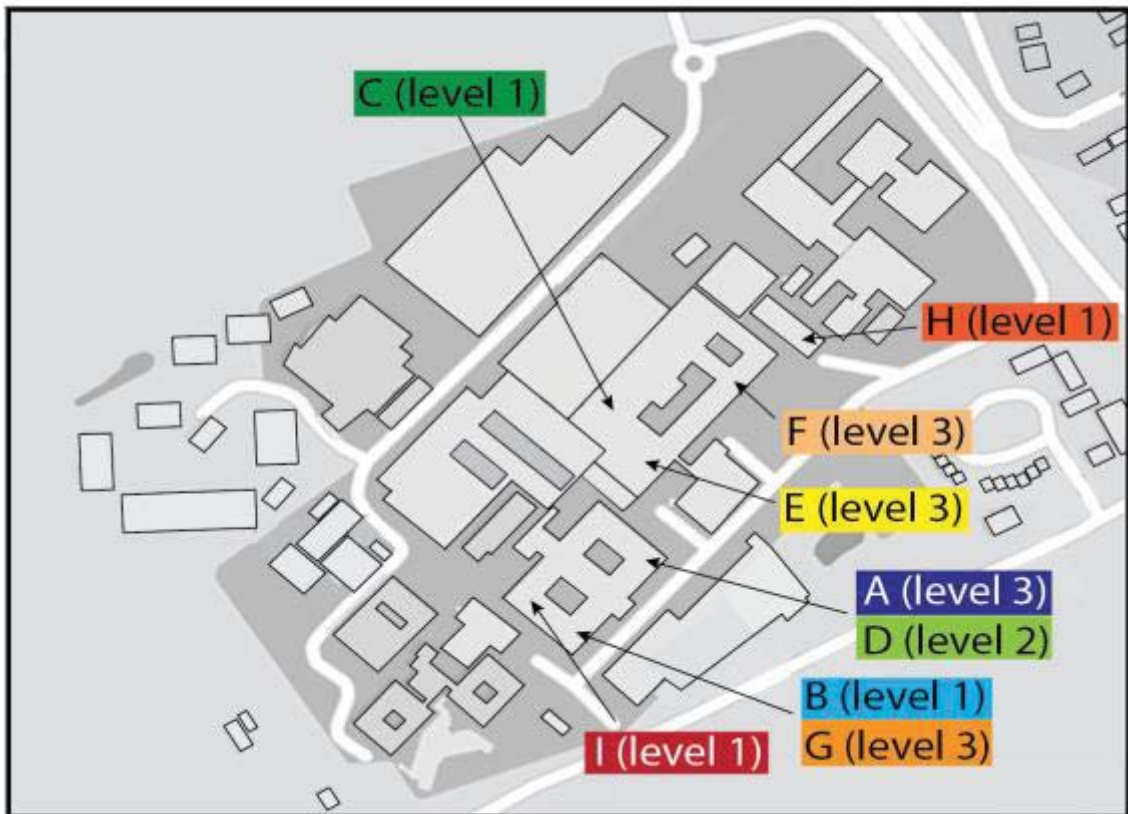 C (level 1)
H (level 1)
F (level 3)
E (level 3)
A (level 3)
D (level 2)
B (level 1)
G (level 3)
I (level 1)